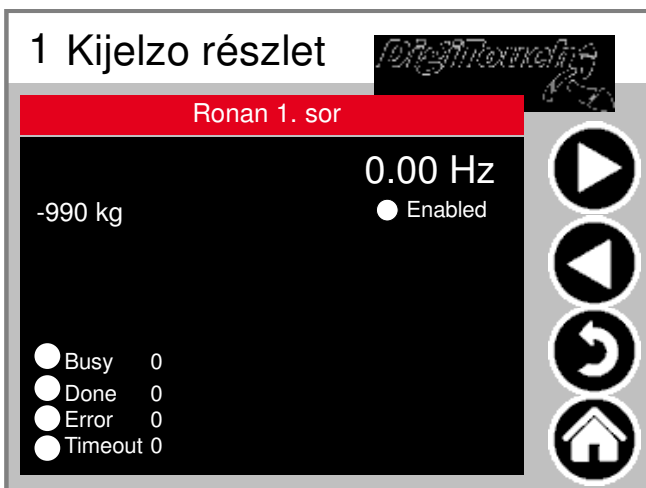 1 Kijelzo részlet
DigiTouch
Ronan 1. sor
0.00 Hz
-990 kg
Enabled
Busy 0
Done 0
Error 0
Timeout 0